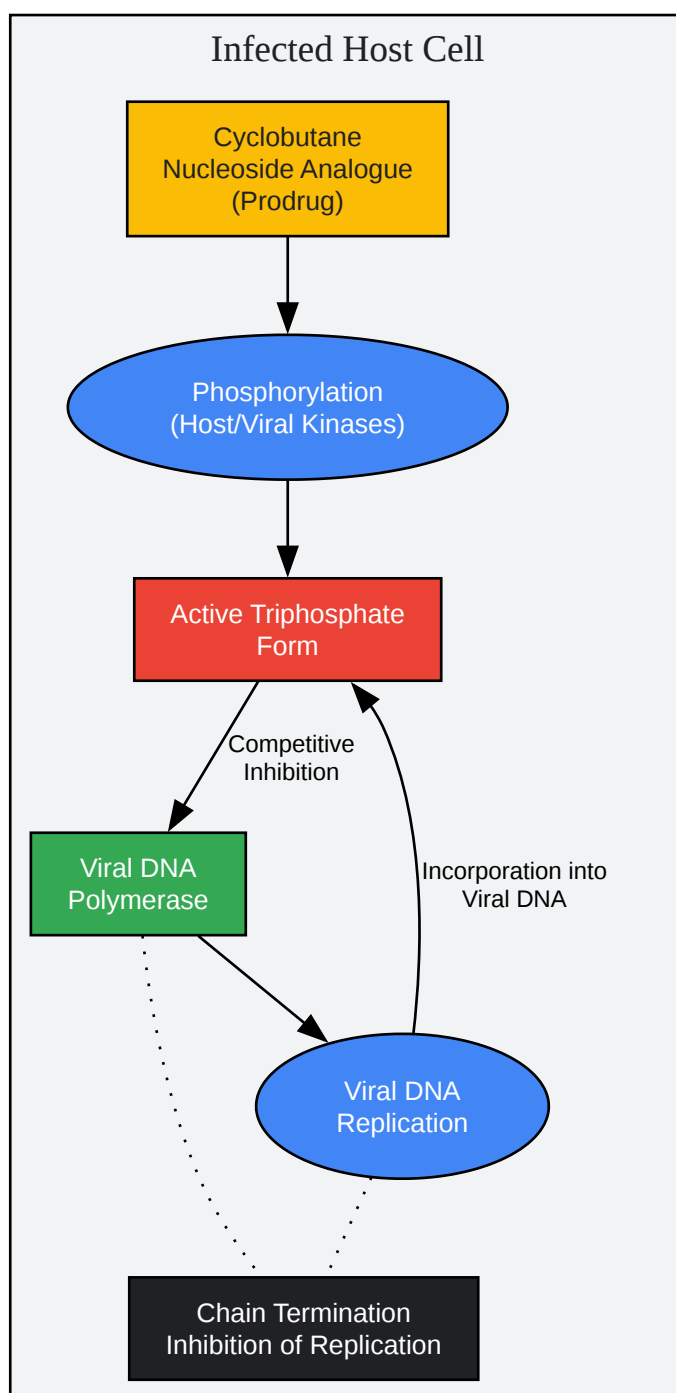 Infected Host Cell
Cyclobutane
Nucleoside Analogue
(Prodrug)
Phosphorylation
(Host/Viral Kinases)
Active Triphosphate
Form
Competitive
Inhibition
Viral DNA
Polymerase
Incorporation into
Viral DNA
Viral DNA
Replication
Chain Termination
Inhibition of Replication